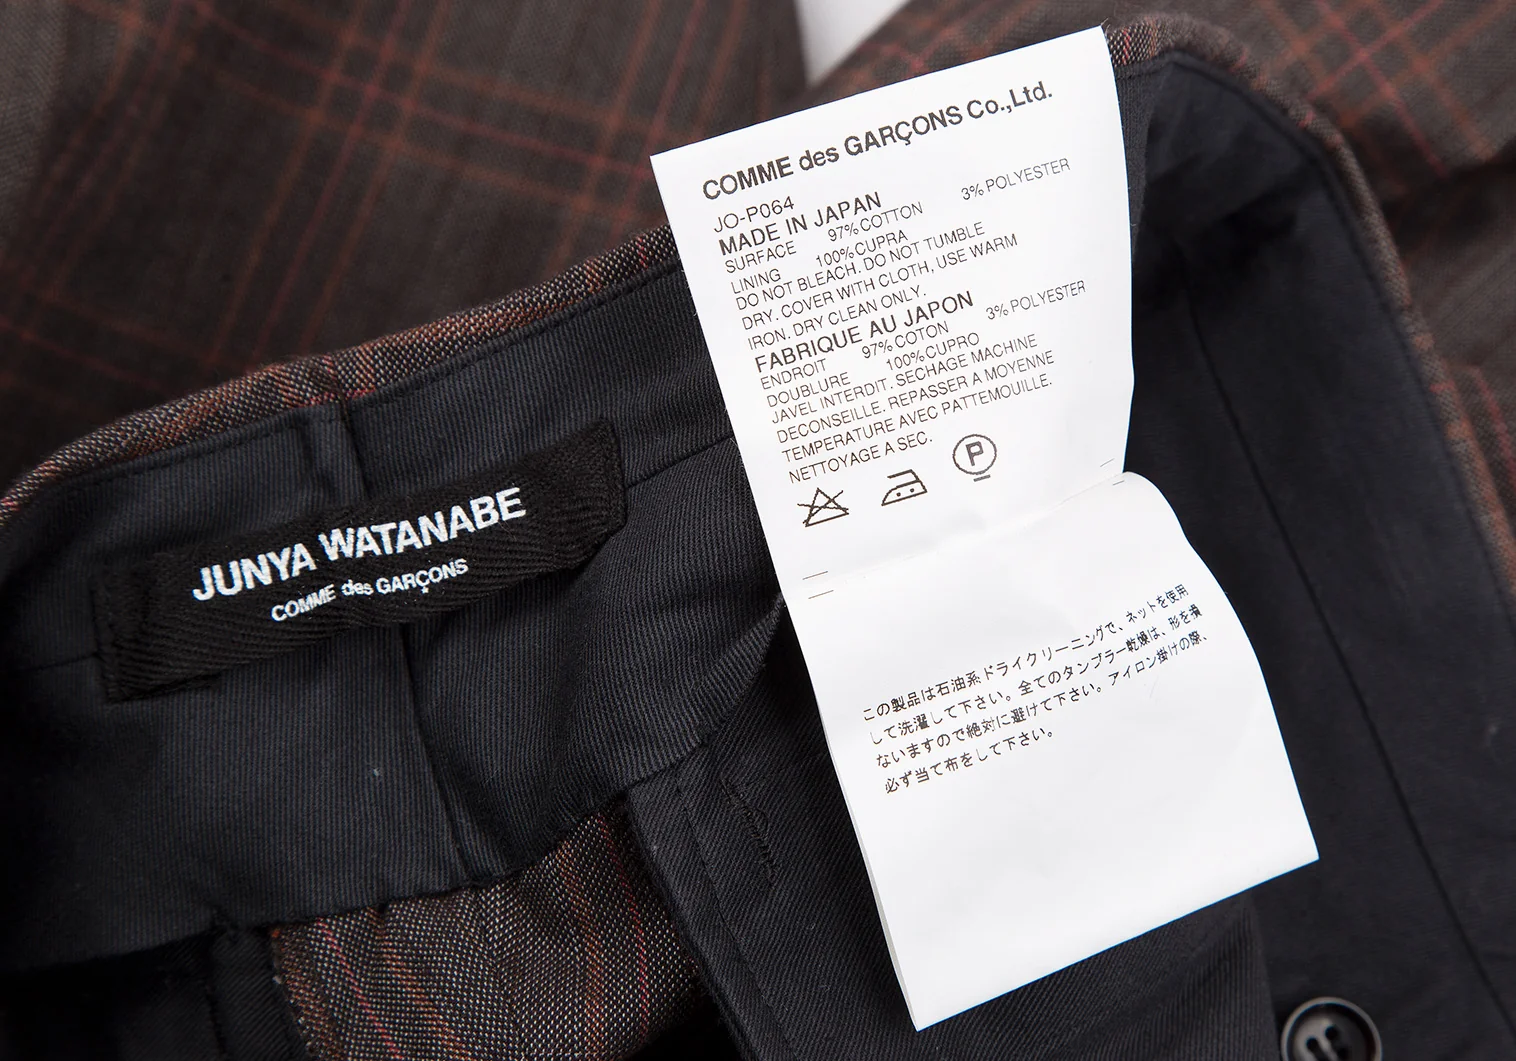 COMME des GARÇONS Co.,Ltd.
JO-P064
MADE IN JAPAN
SURFACE 97%COTTON 3%POLYESTER
LINING 100%CUPRA
DO NOT BLEACH. DO NOT TUMBLE
DRY. COVER WITH CLOTH, USE WARM
IRON. DRY CLEAN ONLY.
FABRIQUE AU JAPON
ENDROIT 97%COTON 3%POLYESTER
DOUBLURE 100%CUPRO
JAVEL INTERDIT. SECHAGE MACHINE
DECONSEILLE. REPASSER A MOYENNE
TEMPERATURE AVEC PATTEMOUILLE.
NETTOYAGE A SEC.
P
JUNYA WATANABE
COMME des GARÇONS
この製品は石油系ドライクリーニングで、ネットを使用
して洗濯して下さい。全てのタンブラー乾燥は、形を損
ないますので絶対に避けて下さい。アイロン掛けの際、
必ず当て布をして下さい。